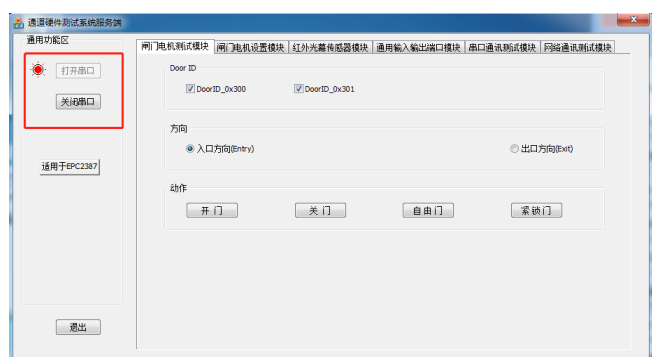 通道硬件测试系统服务端
通用功能区
打开串口
关闭串口
适用于EPC2387
退出
闸门电机测试模块 闸门电机设置模块 红外光幕传感器模块 通用输入输出端口模块 串口通讯测试模块 网络通讯测试模块
Door ID
DoorID_0x300 DoorID_0x301
方向
入口方向(Entry) 出口方向(Exit)
动作
开门 关门 自由门 紧锁门